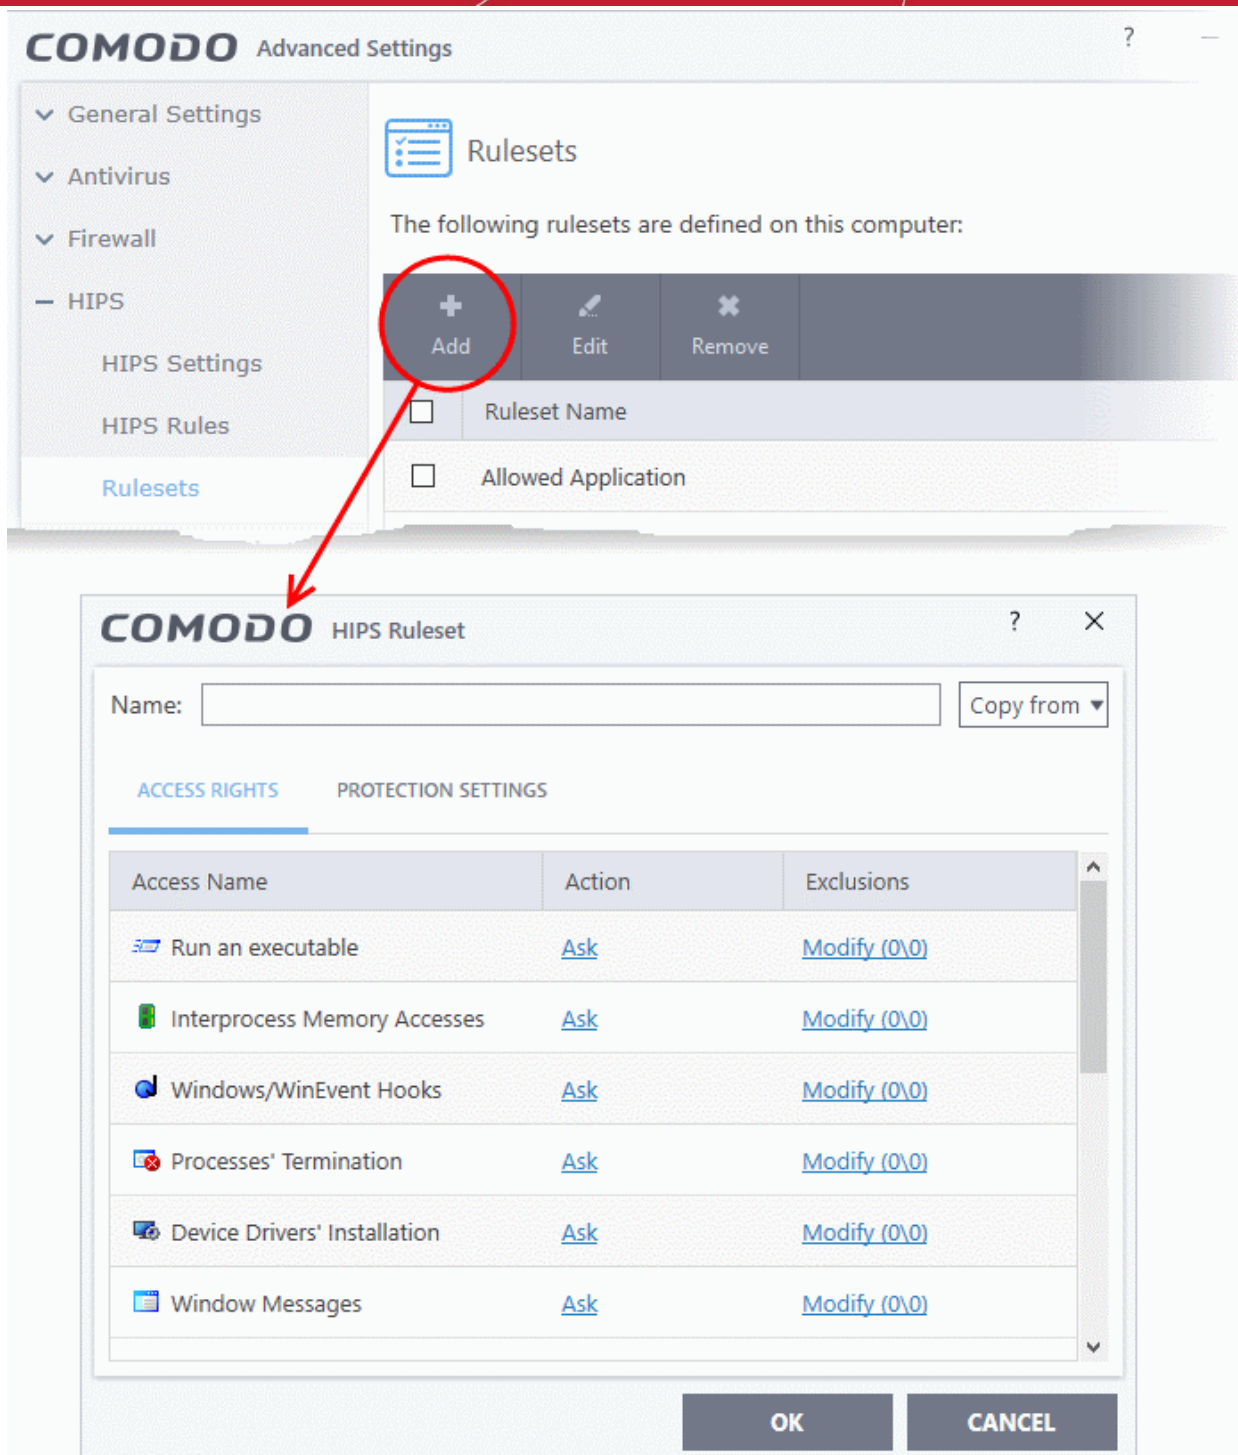 COMODO Advanced Settings ?
General Settings
Antivirus
Firewall
HIPS
HIPS Settings
HIPS Rules
Rulesets
Rulesets
The following rulesets are defined on this computer:
Add Edit Remove
Ruleset Name
Allowed Application
COMODO HIPS Ruleset ?
Name: Copy from
ACCESS RIGHTS PROTECTION SETTINGS
Access Name Action Exclusions
Run an executable Ask Modify (0\0)
Interprocess Memory Accesses Ask Modify (0\0)
Windows/WinEvent Hooks Ask Modify (0\0)
Processes' Termination Ask Modify (0\0)
Device Drivers' Installation Ask Modify (0\0)
Window Messages Ask Modify (0\0)
OK CANCEL